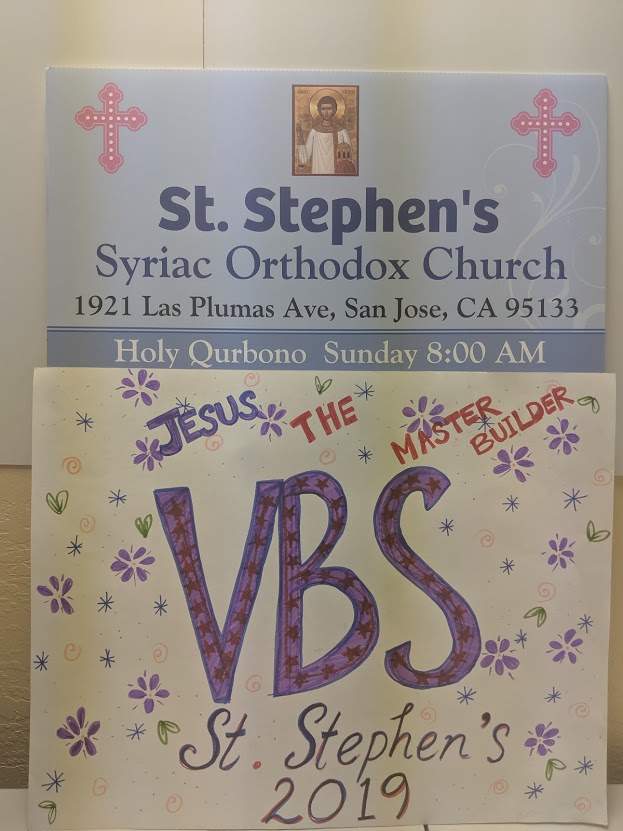 St. Stephen's
Syriac Orthodox Church
1921 Las Plumas Ave, San Jose, CA 95133
Holy Qurbono Sunday 8:00 AM
JESUS THE MASTER BUILDER
VBS
St. Stephen's
2019